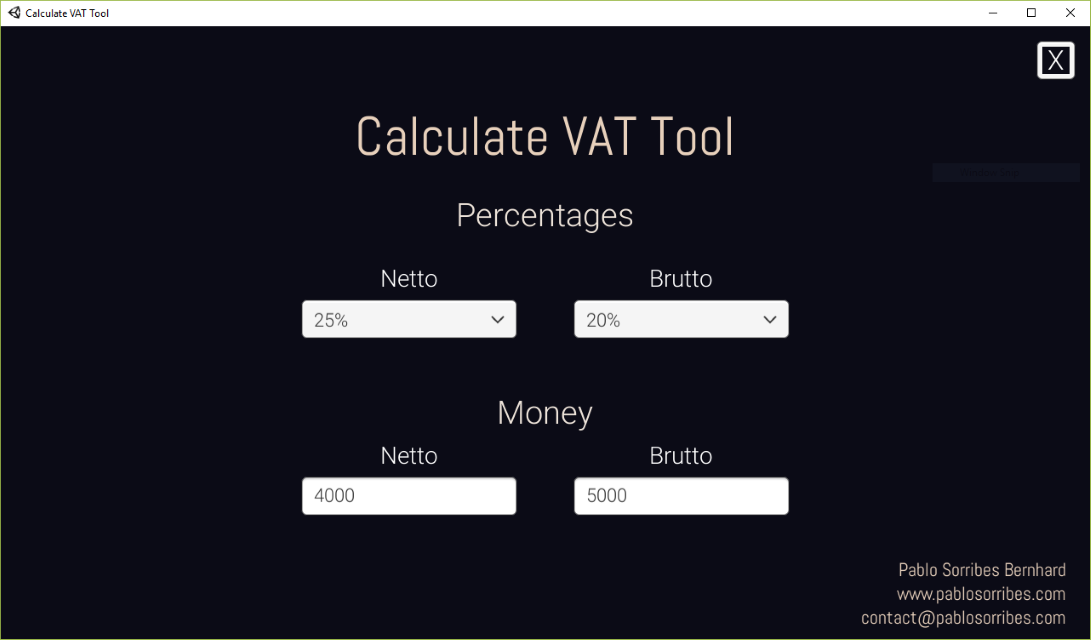 Calculate VAT Tool
X
Calculate VAT Tool
Percentages
Netto Brutto
25% 20%
Money
Netto Brutto
4000 5000
Pablo Sorribes Bernhard
www.pablosorribes.com
contact@pablosorribes.com